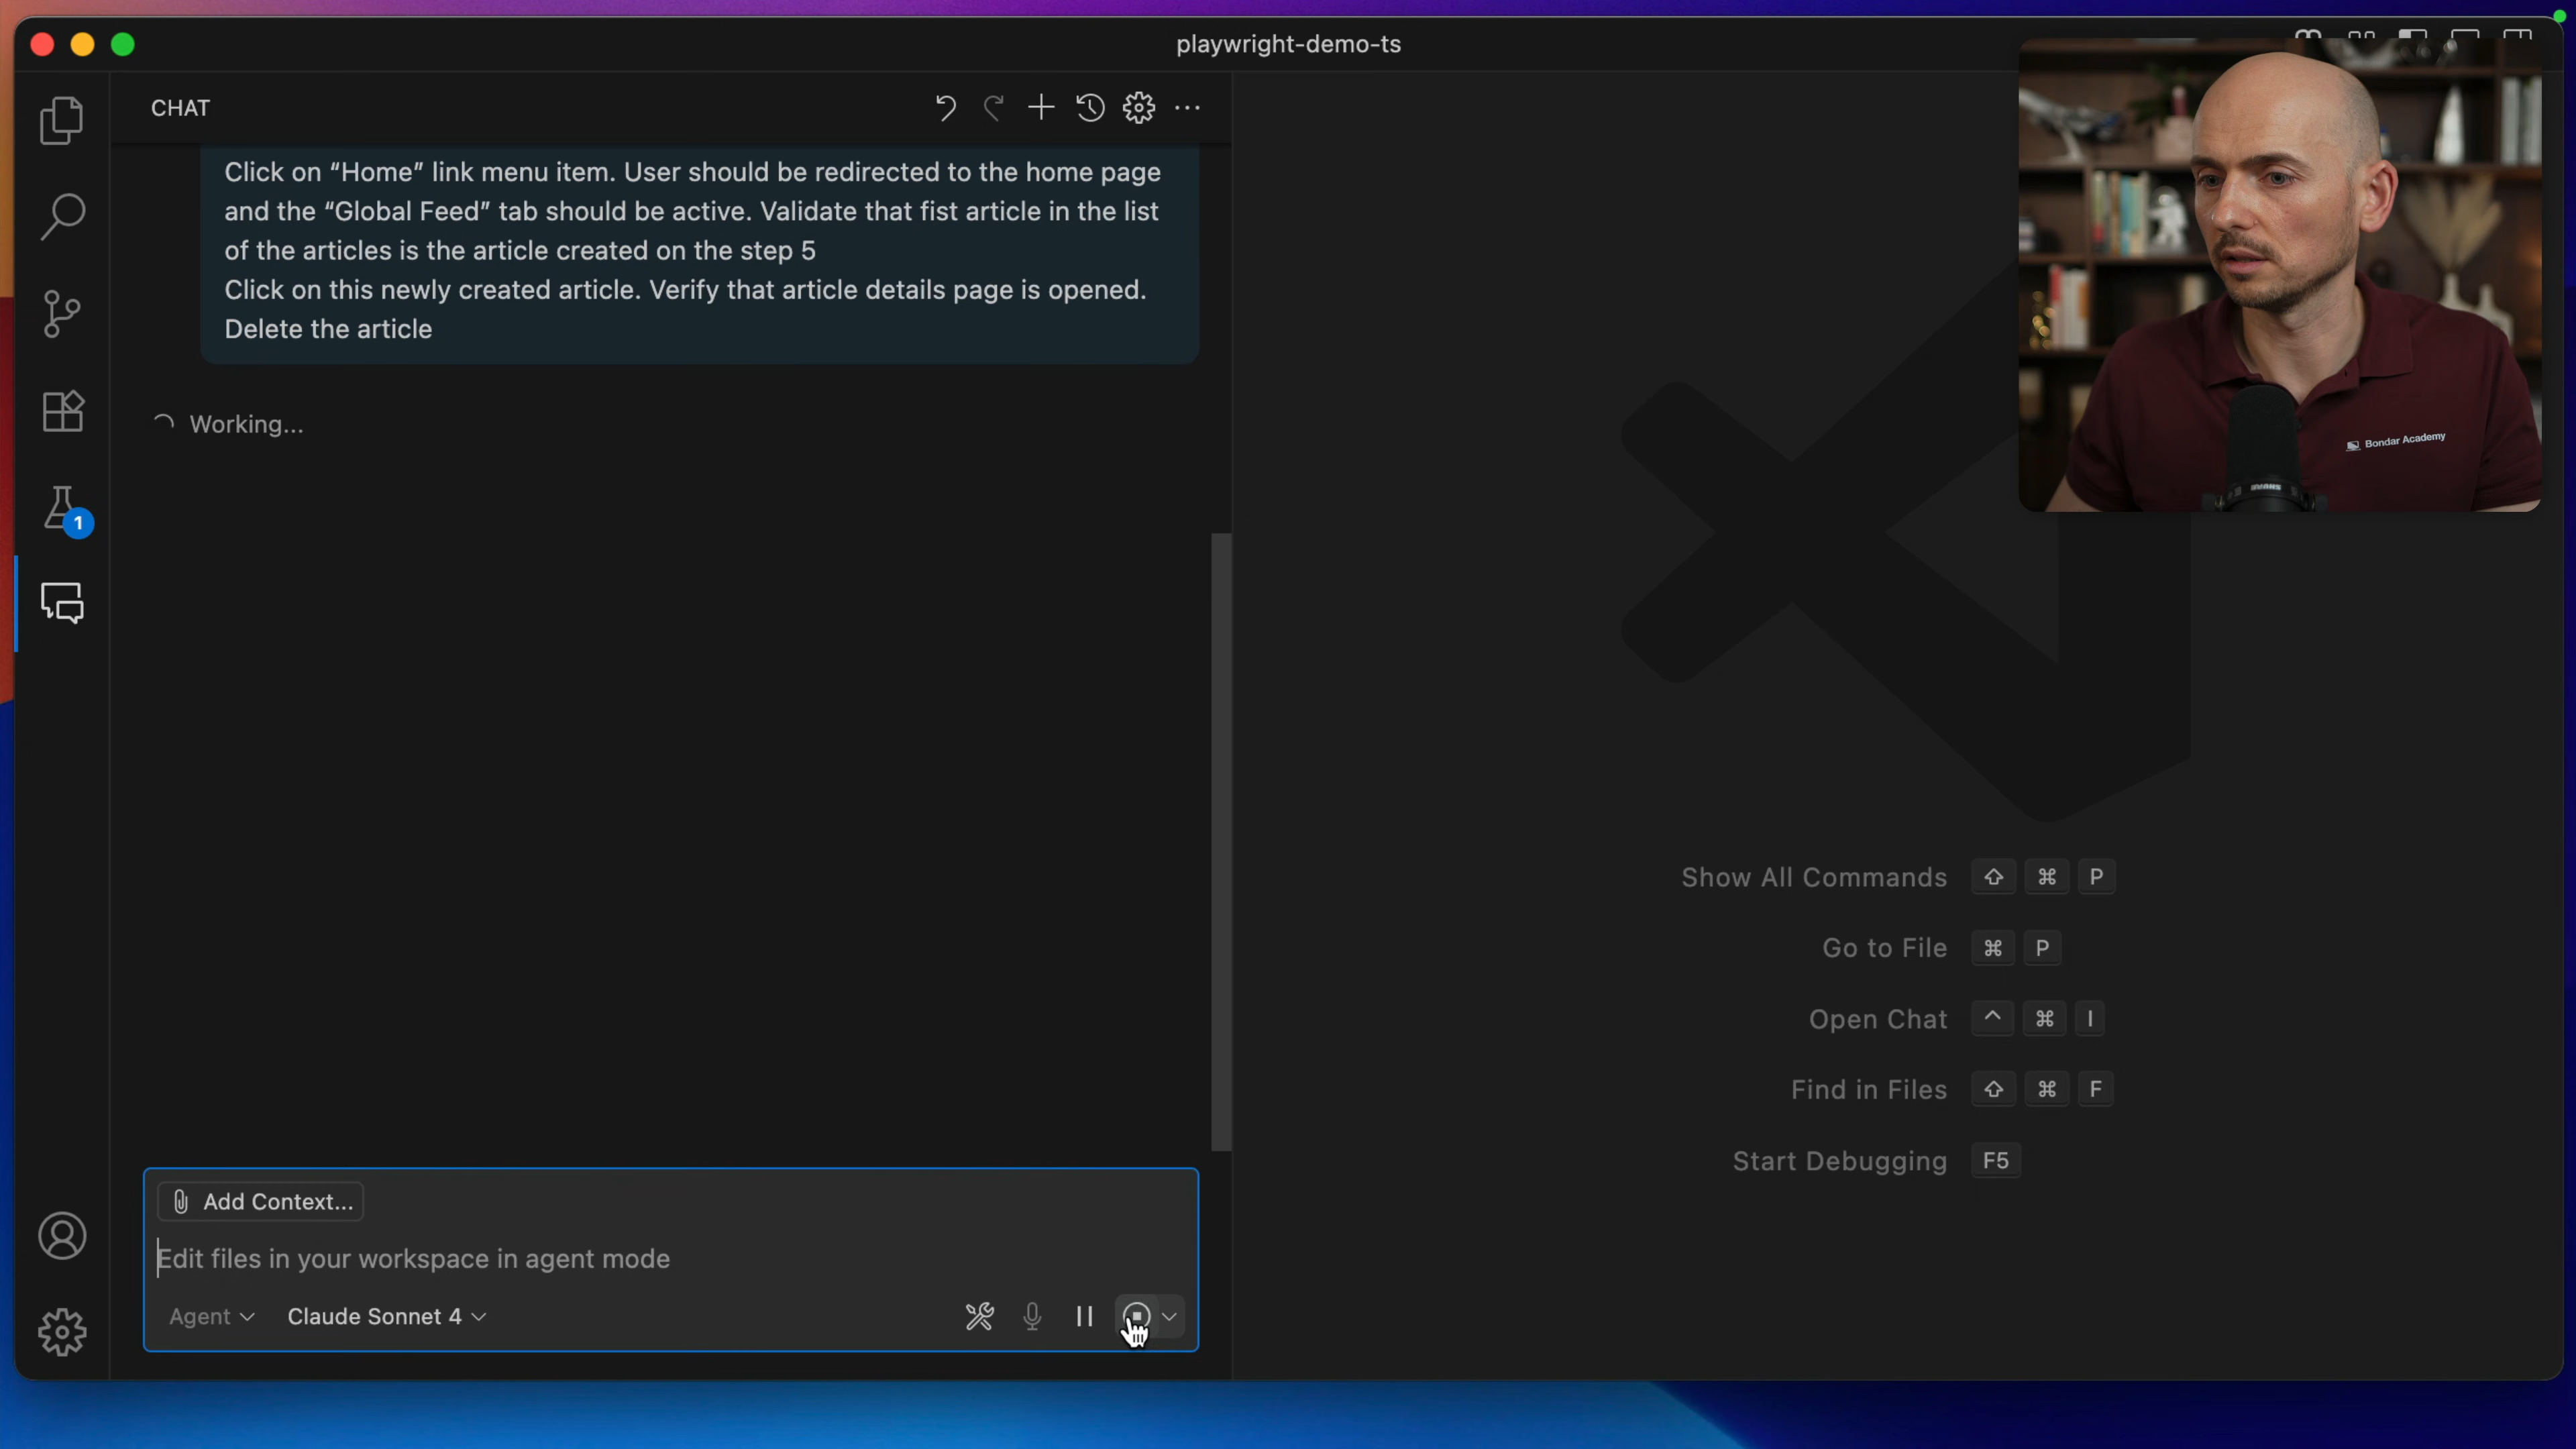 playwright-demo-ts
CHAT
Click on “Home” link menu item. User should be redirected to the home page
and the “Global Feed” tab should be active. Validate that fist article in the list
of the articles is the article created on the step 5
Click on this newly created article. Verify that article details page is opened.
Delete the article
Working...
1
Bondar Academy
Show All Commands ⇧ ⌘ P
Go to File ⌘ P
Open Chat ^ ⌘ I
Find in Files ⇧ ⌘ F
Start Debugging F5
Add Context...
Edit files in your workspace in agent mode
Agent
Claude Sonnet 4